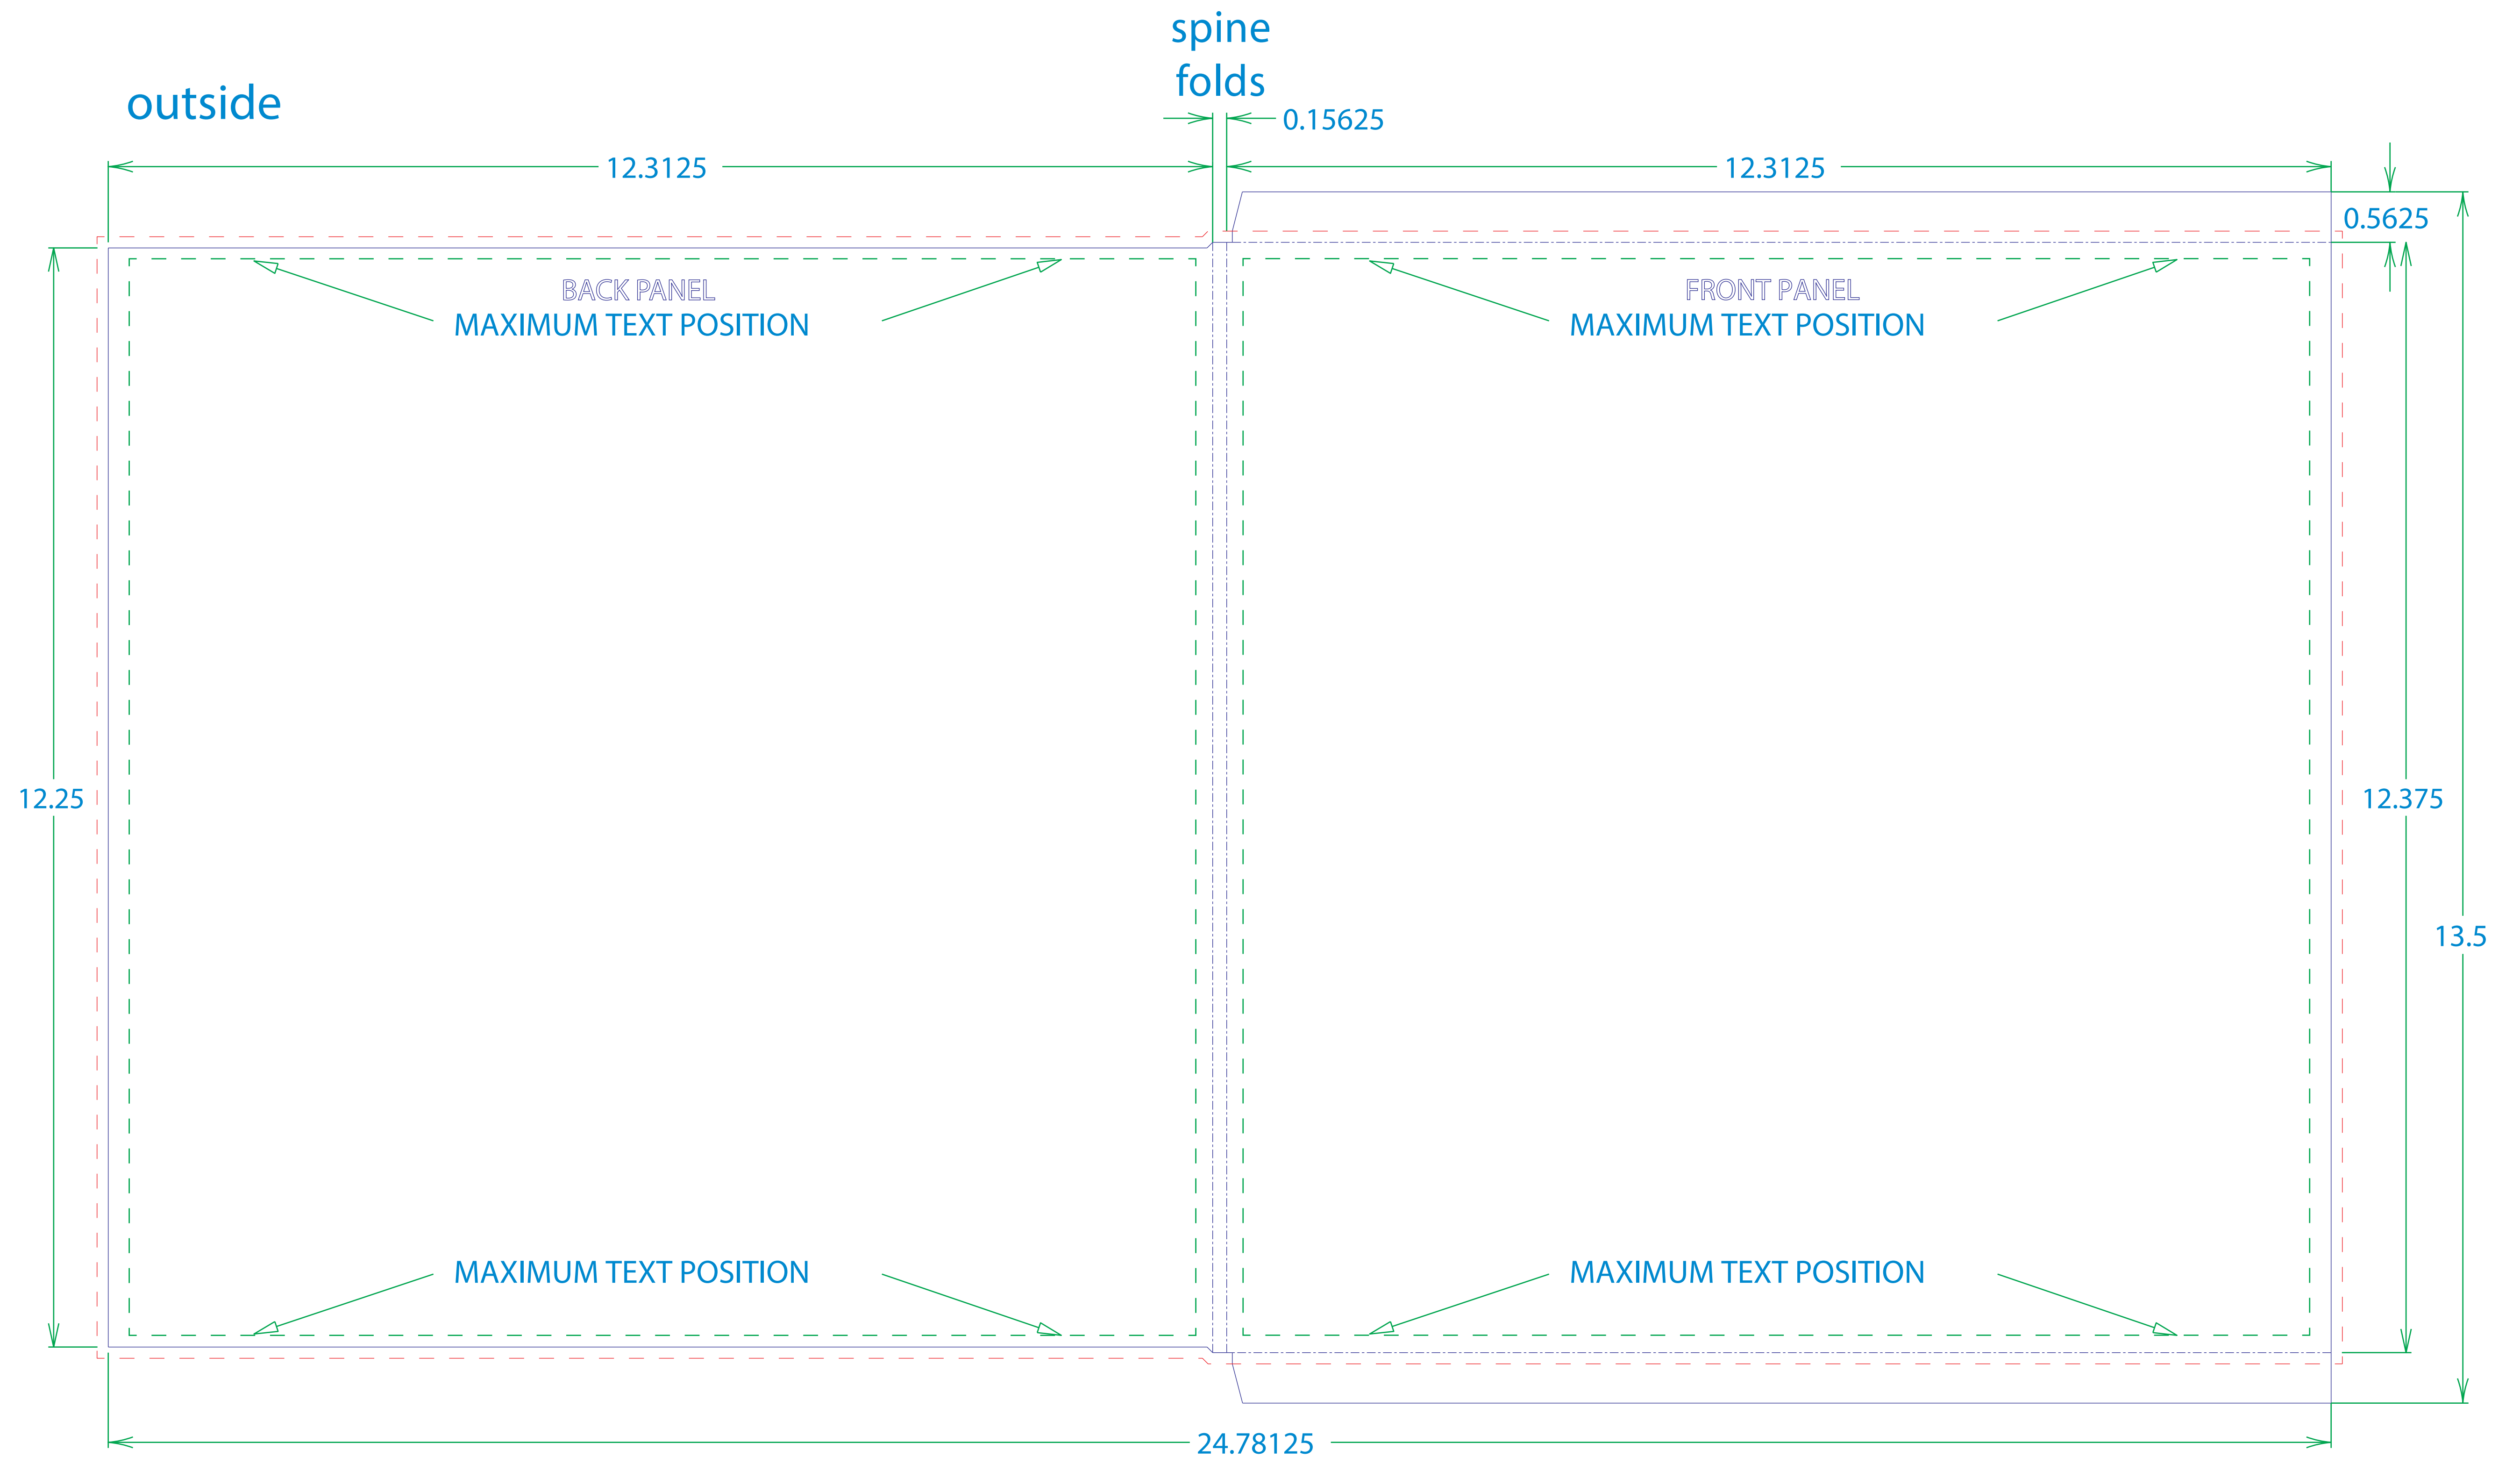 spine
folds
outside
0.15625
12.3125
12.3125
0.5625
BACK PANEL
MAXIMUM TEXT POSITION
FRONT PANEL
MAXIMUM TEXT POSITION
12.25
12.375
13.5
MAXIMUM TEXT POSITION
MAXIMUM TEXT POSITION
24.78125